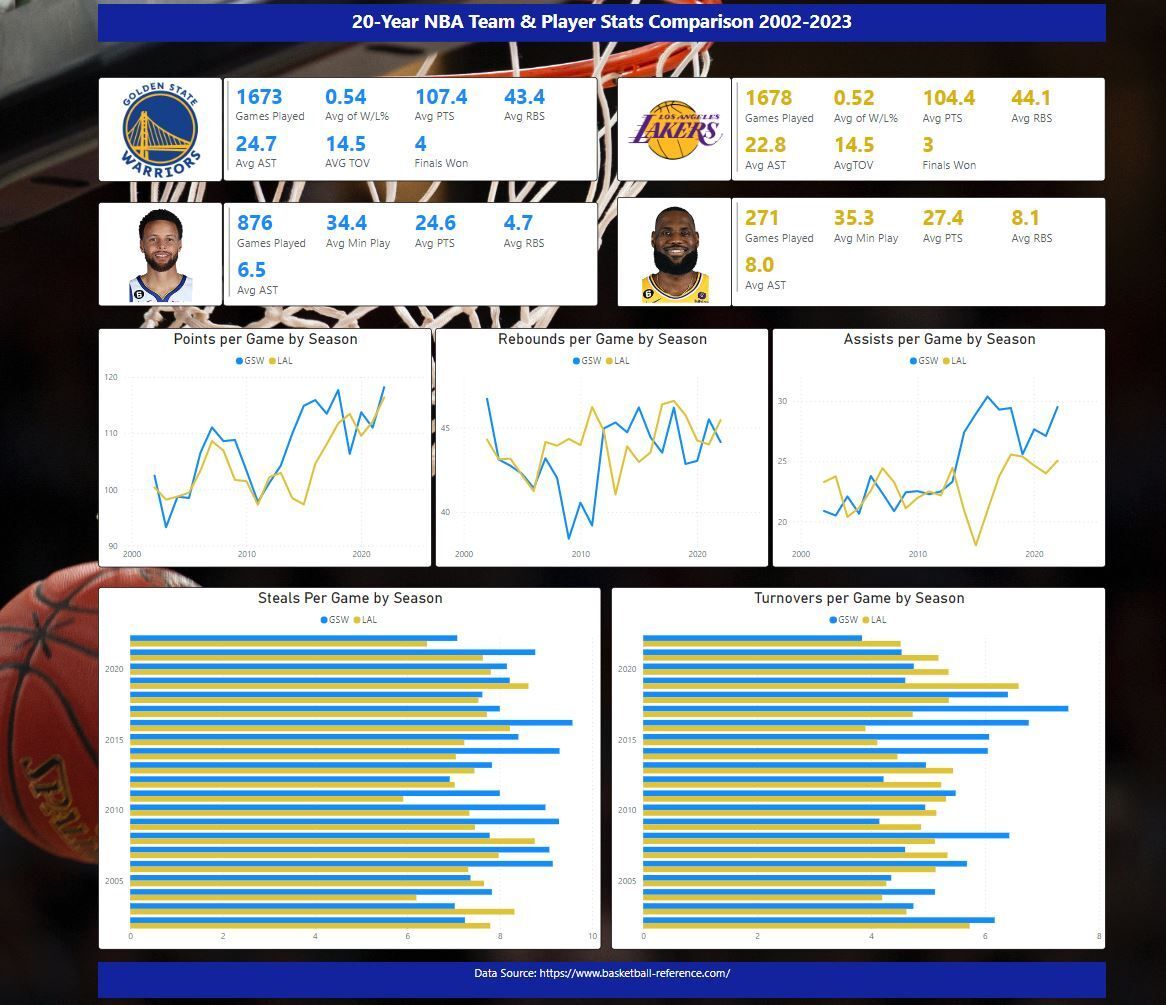 20-Year NBA Team & Player Stats Comparison 2002-2023
GOLDEN STATE
WARRIORS
1673 0.54 107.4 43.4
Games Played Avg of W/L% Avg PTS Avg RBS
24.7 14.5 4
Avg AST AVG TOV Finals Won
LOS ANGELES
LAKERS
1678 0.52 104.4 44.1
Games Played Avg of W/L% Avg PTS Avg RBS
22.8 14.5 3
Avg AST AvgTOV Finals Won
876 34.4 24.6 4.7
Games Played Avg Min Play Avg PTS Avg RBS
6.5
Avg AST
6
271 35.3 27.4 8.1
Games Played Avg Min Play Avg PTS Avg RBS
8.0
Avg AST
6
Points per Game by Season
GSW LAL
120
110
100
90
2000 2010 2020
Rebounds per Game by Season
GSW LAL
45
40
2000 2010 2020
Assists per Game by Season
GSW LAL
30
25
20
2000 2010 2020
Steals Per Game by Season
GSW LAL
2020
2015
2010
2005
0 2 4 6 8 10
Turnovers per Game by Season
GSW LAL
2020
2015
2010
2005
0 2 4 6 8
SPALD
Data Source: https://www.basketball-reference.com/